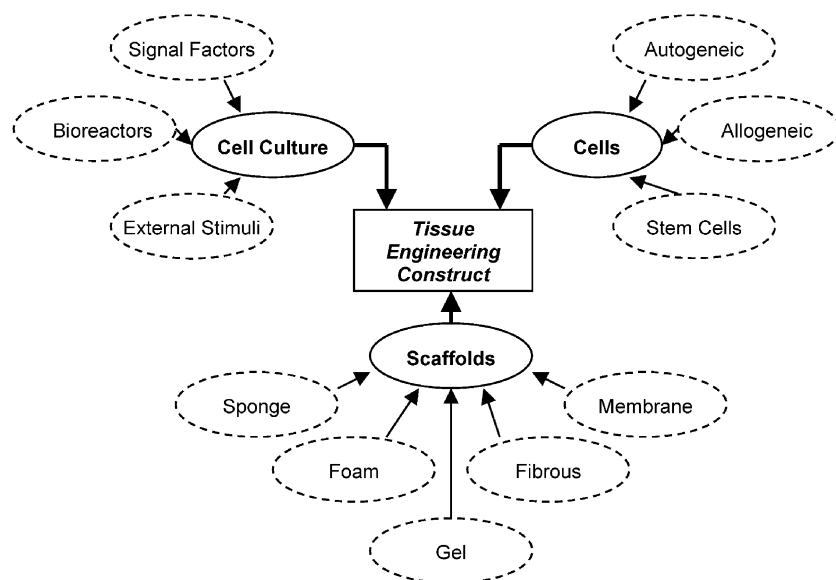 Signal Factors
Autogeneic
Bioreactors
Cell Culture
Cells
Allogeneic
External Stimuli
Stem Cells
Tissue
Engineering
Construct
Scaffolds
Sponge
Membrane
Foam
Fibrous
Gel